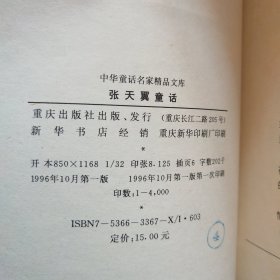 中华童话名家精品文库
张天翼童话
重庆出版社出版、发行 (重庆长江二路205号)
新华书店经销 重庆新华印刷厂印刷
*
开本850×1168 1/32 印张8.125 插页6 字数202千
1996年10月第一版 1996年10月第一版第一次印刷
印数:1-4,000
*
ISBN7-5366-3367-X/I·603
定价:15.00元